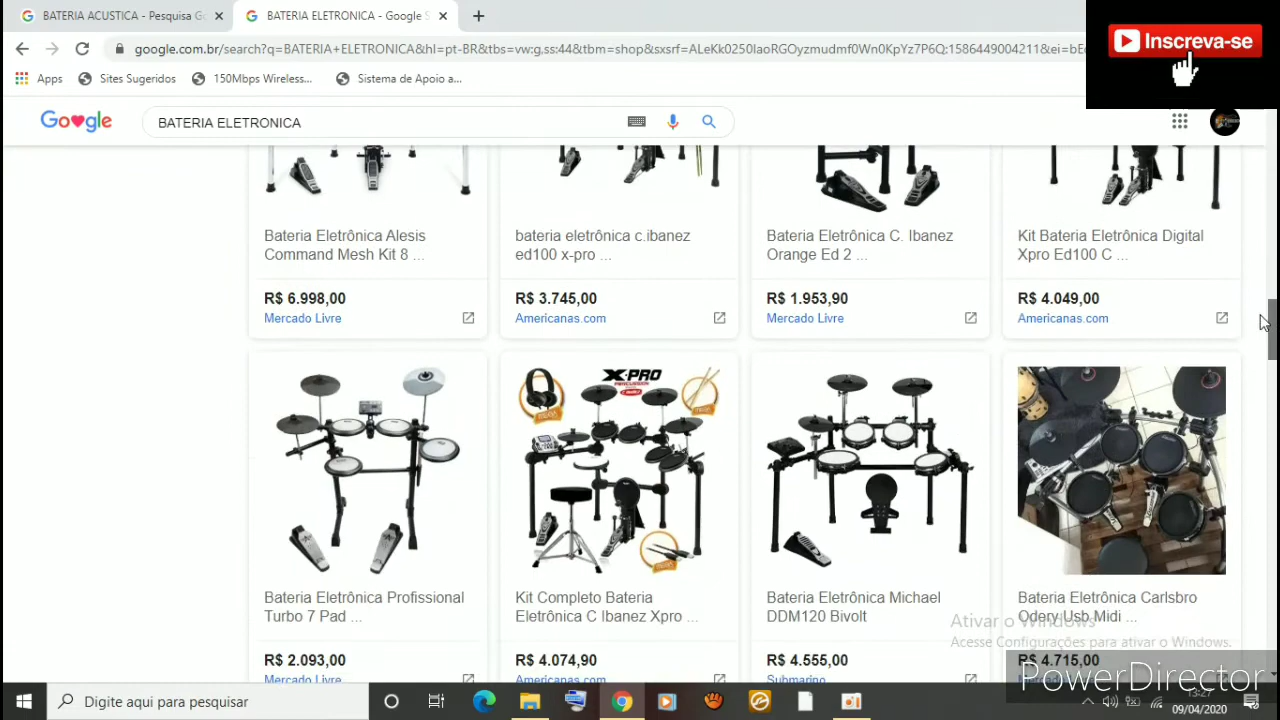 BATERIA ACUSTICA - Pesquisa Go
BATERIA ELETRONICA - Google S
google.com.br/search?q=BATERIA+ELETRONICA&hl=pt-BR&tbs=vw:g,ss:44&tbm=shop&sxsrf=ALeKk0250IaoRGOyzmudmf0Wn0KpYz7P6Q:1586449004211&ei=bE
Inscreva-se
Apps
Sites Sugeridos
150Mbps Wireless...
Sistema de Apoio a...
Google
BATERIA ELETRONICA
Bateria Eletrônica Alesis
Command Mesh Kit 8 ...
R$ 6.998,00
Mercado Livre
bateria eletrônica c.ibanez
ed100 x-pro ...
R$ 3.745,00
Americanas.com
Bateria Eletrônica C. Ibanez
Orange Ed 2 ...
R$ 1.953,90
Mercado Livre
Kit Bateria Eletrônica Digital
Xpro Ed100 C ...
R$ 4.049,00
Americanas.com
X-PRO
Bateria Eletrônica Profissional
Turbo 7 Pad ...
R$ 2.093,00
Mercado Livre
Kit Completo Bateria
Eletrônica C Ibanez Xpro ...
R$ 4.074,90
Americanas.com
Bateria Eletrônica Michael
DDM120 Bivolt
R$ 4.555,00
Submarino
Bateria Eletrônica Carlsbro
Odery Usb Midi ...
R$ 4.715,00
Ativar o Windows
Acesse Configurações para ativar o Windows.
PowerDirector
Digite aqui para pesquisar
13:27
09/04/2020